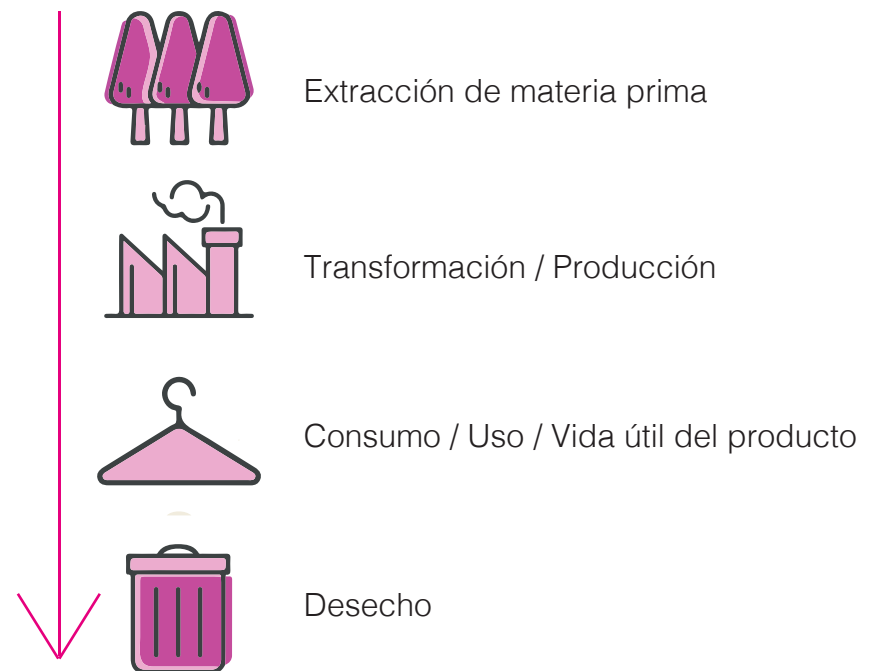 Extracción de materia prima
Transformación / Producción
Consumo / Uso / Vida útil del producto
Desecho